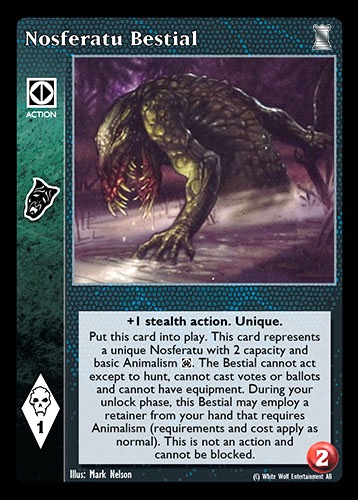 Nosferatu Bestial
ACTION
+1 stealth action. Unique.
Put this card into play. This card represents
a unique Nosferatu with 2 capacity and
basic Animalism . The Bestial cannot act
except to hunt, cannot cast votes or ballots
and cannot have equipment. During your
unlock phase, this Bestial may employ a
retainer from your hand that requires
Animalism (requirements and cost apply as
normal). This is not an action and
cannot be blocked.
1
2
Illus: Mark Nelson
(C) White Wolf Entertainment AB